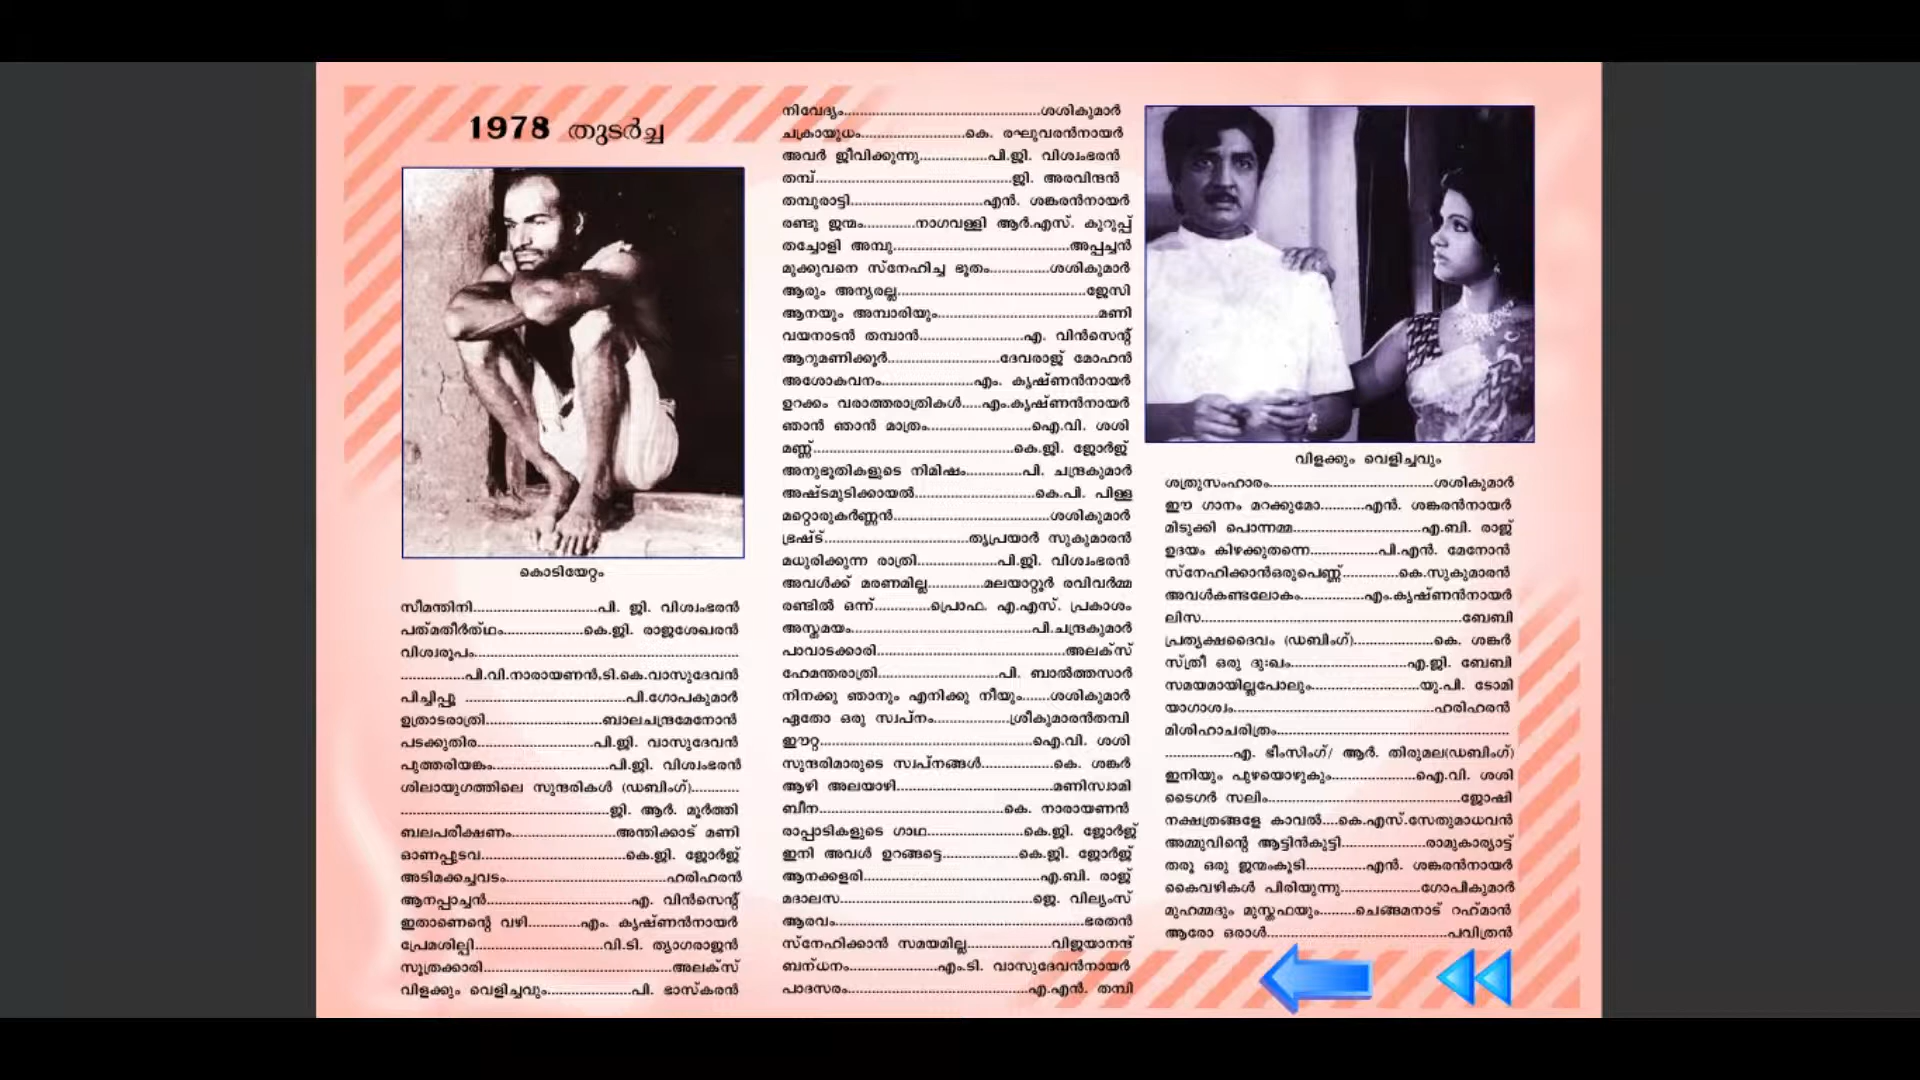 1978 തുടർച്ച
കൊടിയേറ്റം
സീമന്തിനി..........................പി. ജി. വിശ്വംഭരൻ
പത്മതീർത്ഥം.................കെ.ജി. രാജശേഖരൻ
വിശ്വരൂപം........................................................
.............പി.വി.നാരായണൻ,ടി.കെ.വാസുദേവൻ
പിച്ചിപ്പൂ ..................................പി.ഗോപകുമാർ
ഉത്രാടരാത്രി.........................ബാലചന്ദ്രമേനോൻ
പടക്കുതിര.........................പി.ജി. വാസുദേവൻ
പുത്തരിയങ്കം.........................പി.ജി. വിശ്വംഭരൻ
ശിലായുഗത്തിലെ സുന്ദരികൾ (ഡബിംഗ്)..........
............................................ജി. ആർ. മൂർത്തി
ബലപരീക്ഷണം......................അന്തിക്കാട് മണി
ഓണപ്പുടവ...............................കെ.ജി. ജോർജ്ജ്
അടിമക്കച്ചവടം..................................ഹരിഹരൻ
ആനപ്പാച്ചൻ..............................എ. വിൻസെന്റ്
ഇതാണെന്റെ വഴി...........എം. കൃഷ്ണൻനായർ
പ്രേമശില്പി...........................വി.ടി. ത്യാഗരാജൻ
സൂത്രക്കാരി........................................അലക്സ്
വിളക്കും വെളിച്ചവും..................പി. ഭാസ്കരൻ
നിവേദ്യം.........................................ശശികുമാർ
ചക്രായുധം......................കെ. രഘുവരൻനായർ
അവർ ജീവിക്കുന്നു..............പി.ജി. വിശ്വംഭരൻ
തമ്പ്..........................................ജി. അരവിന്ദൻ
തമ്പുരാട്ടി............................എൻ. ശങ്കരൻനായർ
രണ്ടു ജന്മം...........നാഗവള്ളി ആർ.എസ്. കുറുപ്പ്
തച്ചോളി അമ്പു.....................................അപ്പച്ചൻ
മുക്കുവനെ സ്നേഹിച്ച ഭൂതം.............ശശികുമാർ
ആരും അന്യരല്ല........................................ജേസി
ആനയും അമ്പാരിയും..................................മണി
വയനാടൻ തമ്പാൻ......................എ. വിൻസെന്റ്
ആറുമണിക്കൂർ.......................ദേവരാജ് മോഹൻ
അശോകവനം....................എം. കൃഷ്ണൻനായർ
ഉറക്കം വരാത്തരാത്രികൾ.....എം.കൃഷ്ണൻനായർ
ഞാൻ ഞാൻ മാത്രം......................ഐ.വി. ശശി
മണ്ണ്..........................................കെ.ജി. ജോർജ്ജ്
അനുഭൂതികളുടെ നിമിഷം............പി. ചന്ദ്രകുമാർ
അഷ്ടമുടിക്കായൽ.........................കെ.പി. പിള്ള
മറ്റൊരുകർണ്ണൻ.................................ശശികുമാർ
ഭ്രഷ്ട്..............................തൃപ്രയാർ സുകുമാരൻ
മധുരിക്കുന്ന രാത്രി.......................പി.ജി. വിശ്വംഭരൻ
അവൾക്ക് മരണമില്ല............മലയാറ്റൂർ രവിവർമ്മ
രണ്ടിൽ ഒന്ന്............പ്രൊഫ. എ.എസ്. പ്രകാശം
അസ്തമയം......................................പി.ചന്ദ്രകുമാർ
പാവാടക്കാരി.......................................അലക്സ്
ഹേമന്തരാത്രി.........................പി. ബാൽത്തസാർ
നിനക്കു ഞാനും എനിക്കു നീയും......ശശികുമാർ
ഏതോ ഒരു സ്വപ്നം................ശ്രീകുമാരൻതമ്പി
ഈറ്റ.............................................ഐ.വി. ശശി
സുന്ദരിമാരുടെ സ്വപ്നങ്ങൾ...............കെ. ശങ്കർ
ആഴി അലയാഴി.................................മണിസ്വാമി
ബീന.......................................കെ. നാരായണൻ
രാപ്പാടികളുടെ ഗാഥ....................കെ.ജി. ജോർജ്ജ്
ഇനി അവൾ ഉറങ്ങട്ടെ................കെ.ജി. ജോർജ്ജ്
ആനക്കളരി.....................................എ.ബി. രാജ്
മദാലസ.........................................ജെ. വില്യംസ്
ആരവം....................................................ഭരതൻ
സ്നേഹിക്കാൻ സമയമില്ല..................വിജയാനന്ദ്
ബന്ധനം...................എം.ടി. വാസുദേവൻനായർ
പാദസരം......................................എ.എൻ. തമ്പി
വിളക്കും വെളിച്ചവും
ശത്രുസംഹാരം...................................ശശികുമാർ
ഈ ഗാനം മറക്കുമോ..........എൻ. ശങ്കരൻനായർ
മിടുക്കി പൊന്നമ്മ...........................എ.ബി. രാജ്
ഉദയം കിഴക്കുതന്നെ..............പി.എൻ. മേനോൻ
സ്നേഹിക്കാൻഒരുപെണ്ണ്............കെ.സുകുമാരൻ
അവൾകണ്ടലോകം.............എം.കൃഷ്ണൻനായർ
ലിസ.......................................................ബേബി
പ്രത്യക്ഷദൈവം (ഡബിംഗ്).................കെ. ശങ്കർ
സ്ത്രീ ഒരു ദുഃഖം.........................എ.ജി. ബേബി
സമയമായില്ലപോലും.......................യു.പി. ടോമി
യാഗാശ്വം...........................................ഹരിഹരൻ
മിശിഹാചരിത്രം................................................
..............എ. ഭീംസിംഗ്/ ആർ. തിരുമല(ഡബിംഗ്)
ഇനിയും പുഴയൊഴുകും.................ഐ.വി. ശശി
ടൈഗർ സലിം.........................................ജോഷി
നക്ഷത്രങ്ങളേ കാവൽ....കെ.എസ്.സേതുമാധവൻ
അമ്മുവിന്റെ ആട്ടിൻകുട്ടി..................രാമുകാര്യാട്ട്
തരൂ ഒരു ജന്മംകൂടി.............എൻ. ശങ്കരൻനായർ
കൈവഴികൾ പിരിയുന്നു.................ഗോപികുമാർ
മുഹമ്മദും മുസ്തഫയും........ചെങ്ങമനാട് റഹ്മാൻ
ആരോ ഒരാൾ......................................പവിത്രൻ